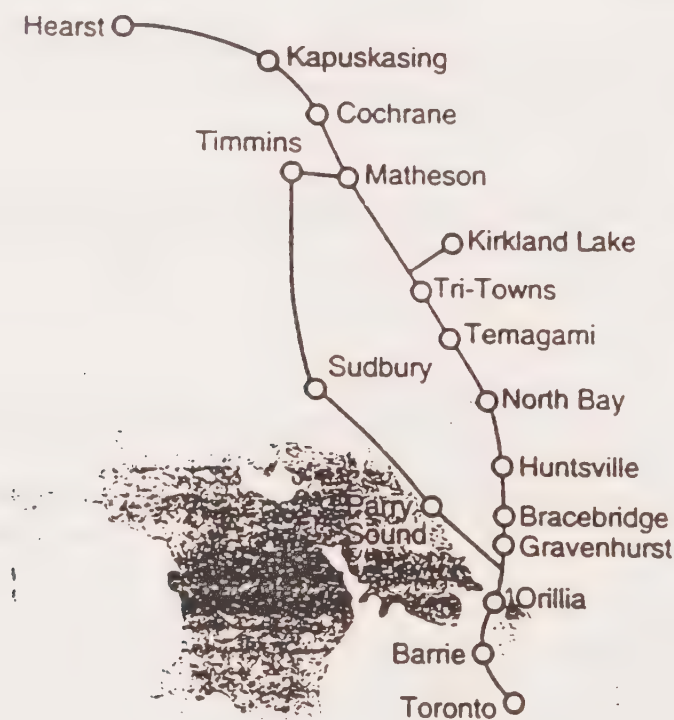 Hearst
Kapuskasing
Cochrane
Timmins
Matheson
Kirkland Lake
Tri-Towns
Temagami
Sudbury
North Bay
Huntsville
Parry
Sound
Bracebridge
Gravenhurst
Orillia
Barrie
Toronto